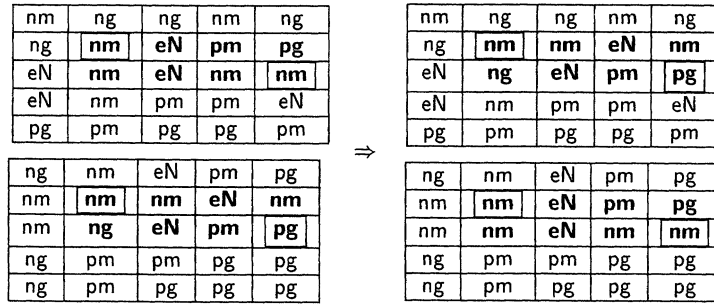 nm ng ng nm ng
ng nm eN pm pg
eN nm eN nm nm
eN nm pm pm eN
pg pm pg pg pm
⇒
nm ng ng nm ng
ng nm nm eN nm
eN ng eN pm pg
eN nm pm pm eN
pg pm pg pg pm
ng nm eN pm pg
nm nm nm eN nm
nm ng eN pm pg
ng pm pm pg pg
ng pm pg pg pg
ng nm eN pm pg
nm nm eN pm pg
nm nm eN nm nm
ng pm pm pg pg
ng pm pg pg pg